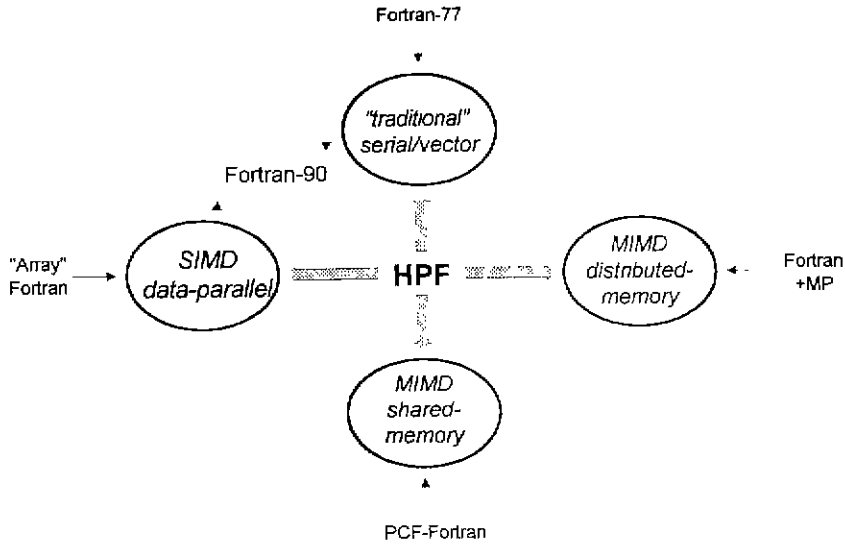 Fortran-77
"traditional"
serial/vector
Fortran-90
"Array"
Fortran
SIMD
data-parallel
HPF
MIMD
distributed-
memory
Fortran
+MP
MIMD
shared-
memory
PCF-Fortran